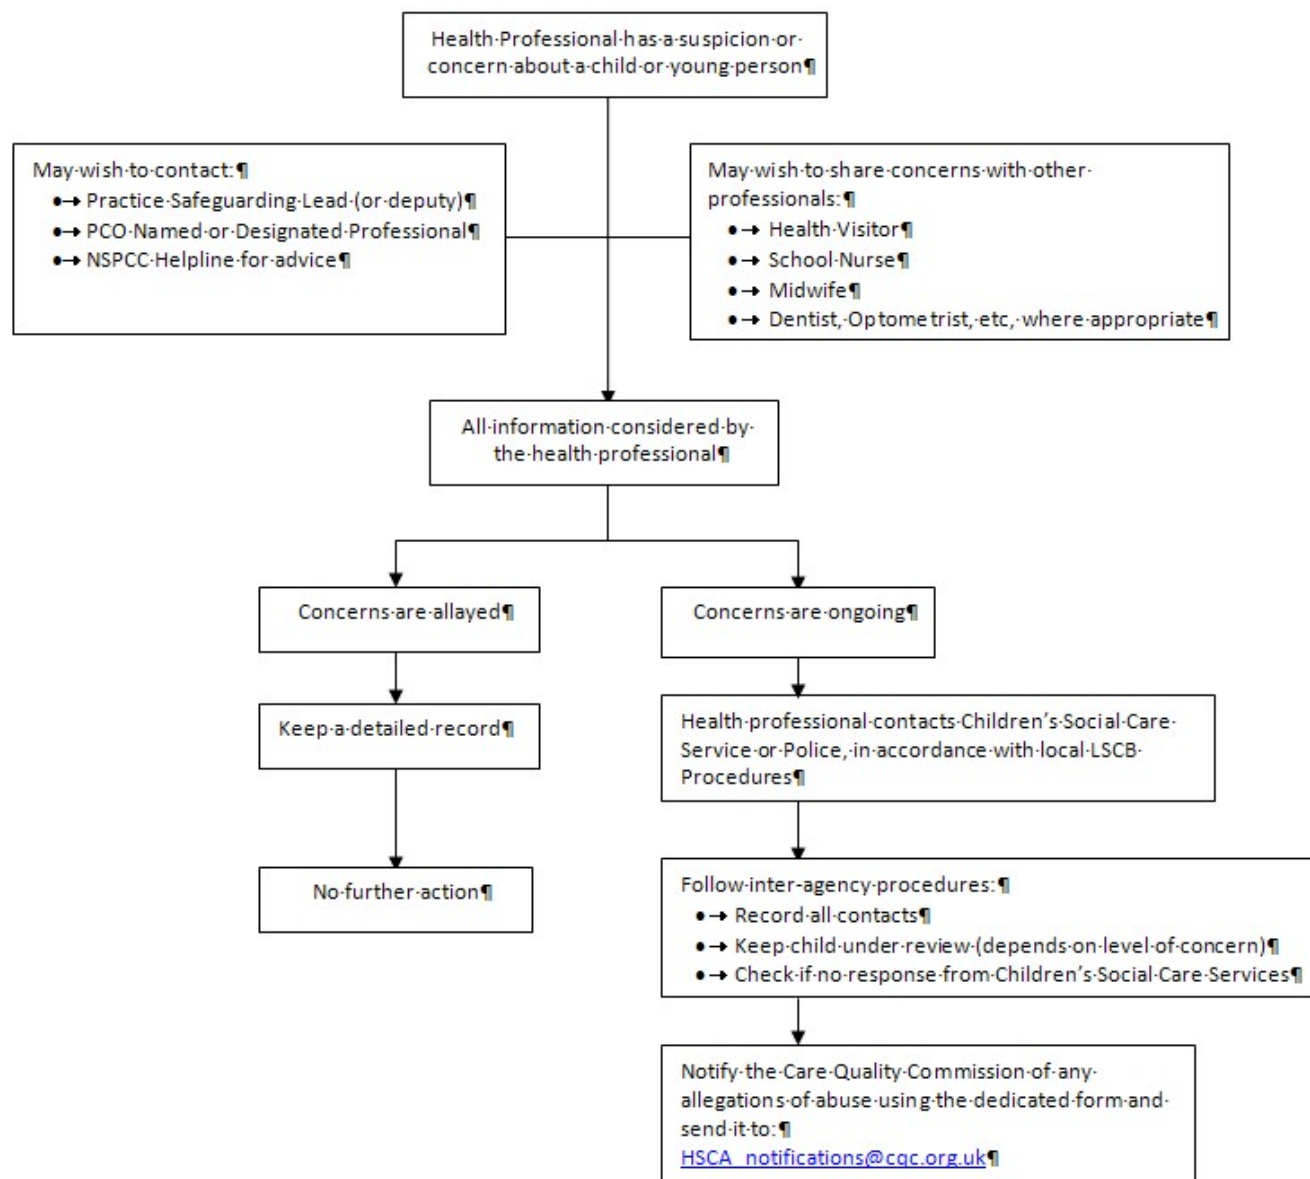 Health·Professional·has·a·suspicion·or·
concern·about·a·child·or·young·person¶
May·wish·to·contact:¶
●→ Practice·Safeguarding·Lead·(or·deputy)¶
●→ PCO·Named·or·Designated·Professional¶
●→ NSPCC·Helpline·for·advice¶
May·wish·to·share·concerns·with·other·
professionals:¶
●→ Health·Visitor¶
●→ School·Nurse¶
●→ Midwife¶
●→ Dentist,·Optometrist,·etc,·where·appropriate¶
All·information·considered·by·
the·health·professional¶
Concerns·are·allayed¶
Concerns·are·ongoing¶
Keep·a·detailed·record¶
Health·professional·contacts·Children’s·Social·Care·
Service·or·Police,·in·accordance·with·local·LSCB·
Procedures¶
No·further·action¶
Follow·inter-agency·procedures:¶
●→ Record·all·contacts¶
●→ Keep·child·under·review·(depends·on·level·of·concern)¶
●→ Check·if·no·response·from·Children’s·Social·Care·Services¶
Notify·the·Care·Quality·Commission·of·any·
allegations·of·abuse·using·the·dedicated·form·and·
send·it·to:¶
HSCA_notifications@cqc.org.uk¶